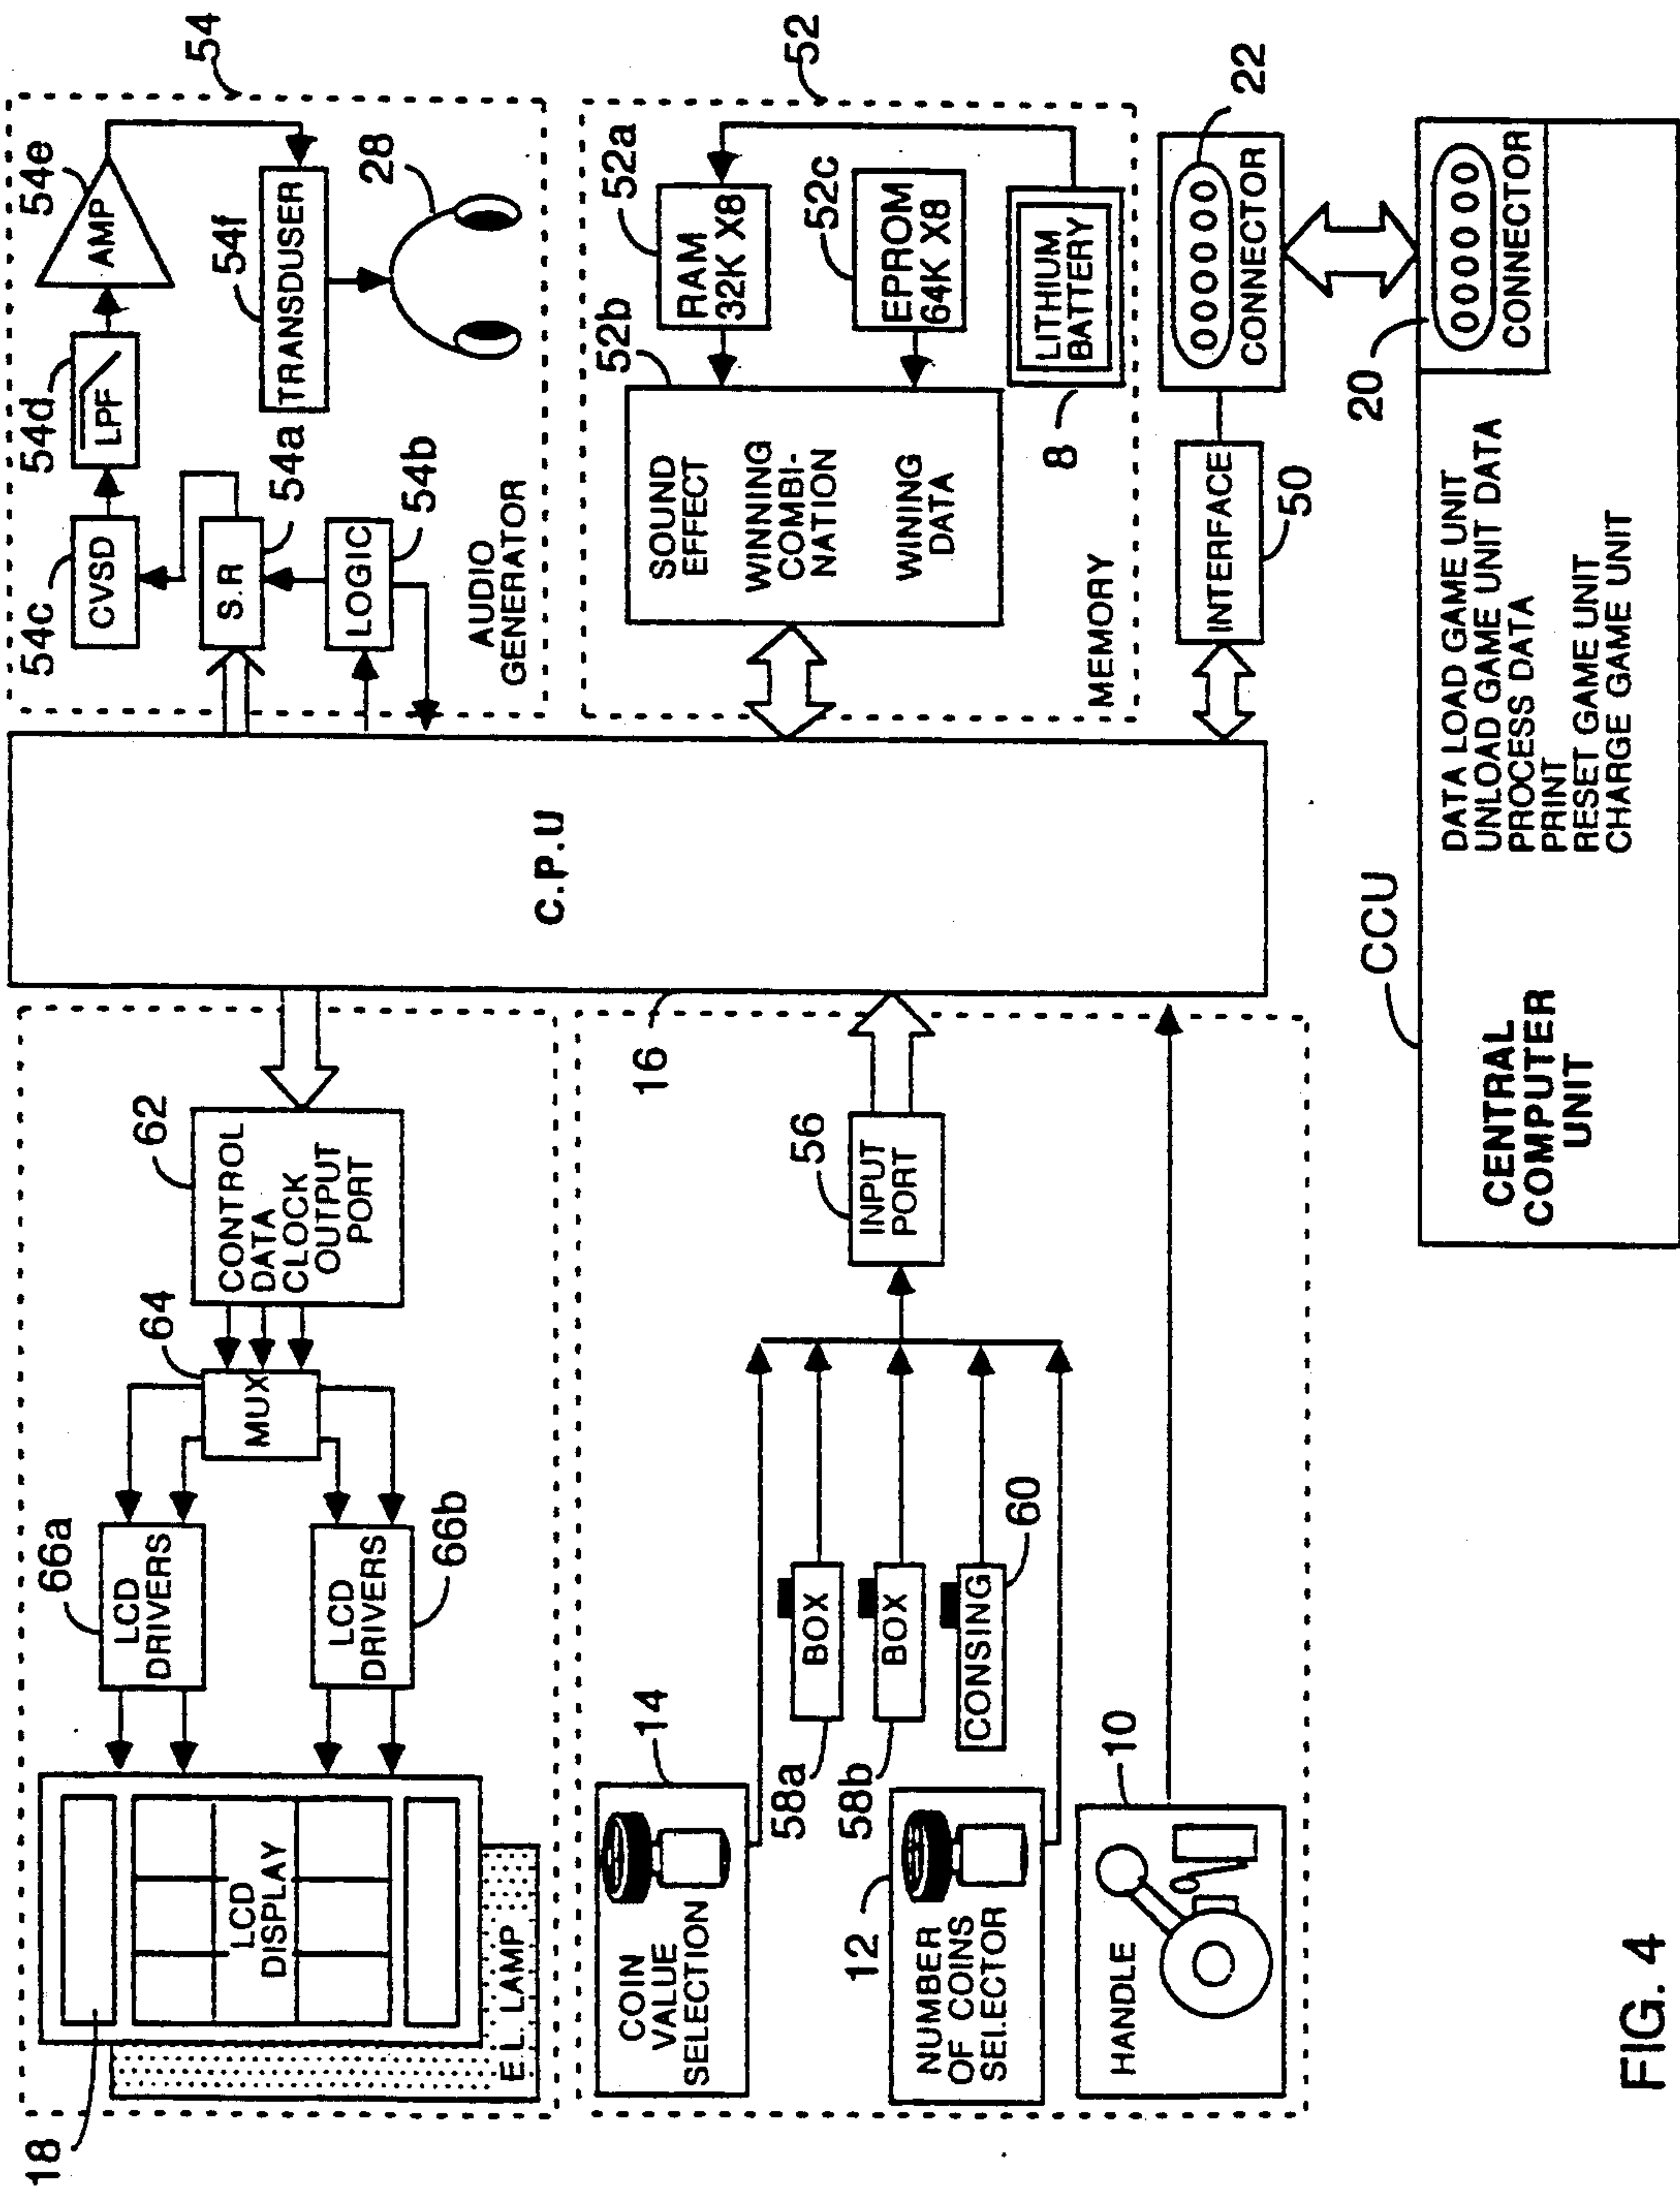 18
LCD
DISPLAY
E.L. LAMP
66a
LCD
DRIVERS
LCD
DRIVERS
66b
64
MUX
62
CONTROL
DATA
CLOCK
OUTPUT
PORT
COIN
VALUE
SELECTION
14
58a
BOX
58b
BOX
CONSING
60
12
NUMBER
OF COINS
SELECTOR
HANDLE
10
56
INPUT
PORT
16
C.P.U
54c
CVSD
54d
LPF
54e
AMP
54
S.R
54a
54f
TRANSDUSER
LOGIC
54b
28
AUDIO
GENERATOR
52b
52a
52
RAM
32K X8
52c
EPROM
64K X8
SOUND
EFFECT
WINNING
COMBI-
NATION
WINING
DATA
LITHIUM
BATTERY
8
MEMORY
INTERFACE
50
22
000000
CONNECTOR
20
000000
CONNECTOR
CCU
DATA LOAD GAME UNIT
UNLOAD GAME UNIT DATA
PROCESS DATA
PRINT
RESET GAME UNIT
CHARGE GAME UNIT
CENTRAL
COMPUTER
UNIT
FIG. 4